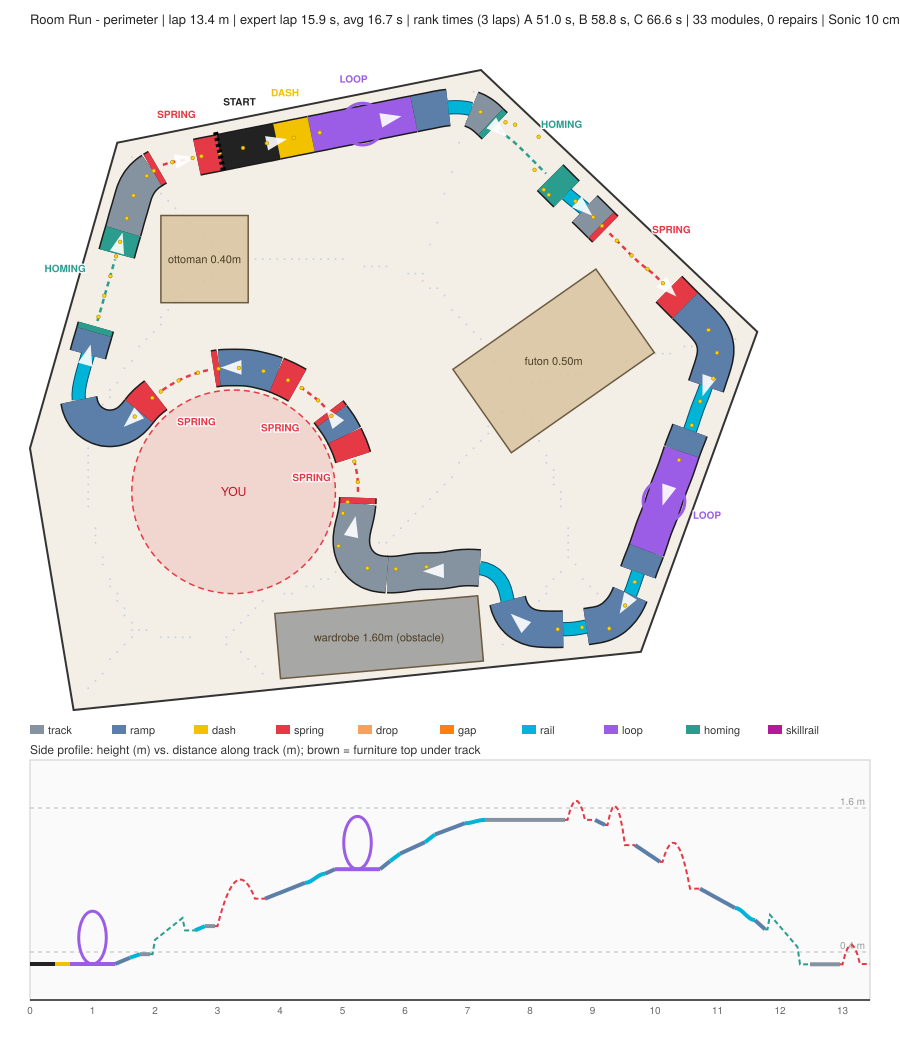 Room Run - perimeter | lap 13.4 m | expert lap 15.9 s, avg 16.7 s | rank times (3 laps) A 51.0 s, B 58.8 s, C 66.6 s | 33 modules, 0 repairs | Sonic 10 cm
LOOP
DASH
START
SPRING
HOMING
SPRING
ottoman 0.40m
HOMING
futon 0.50m
SPRING
SPRING
SPRING
YOU
LOOP
wardrobe 1.60m (obstacle)
track ramp dash spring drop gap rail loop homing skillrail
Side profile: height (m) vs. distance along track (m); brown = furniture top under track
1.6 m
0 1 2 3 4 5 6 7 8 9 10 11 12 13